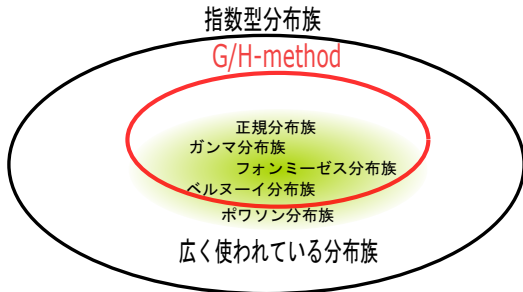 指数型分布族
G/H-method
正規分布族
ガンマ分布族
フォンミーゼス分布族
ベルヌーイ分布族
ポワソン分布族
広く使われている分布族